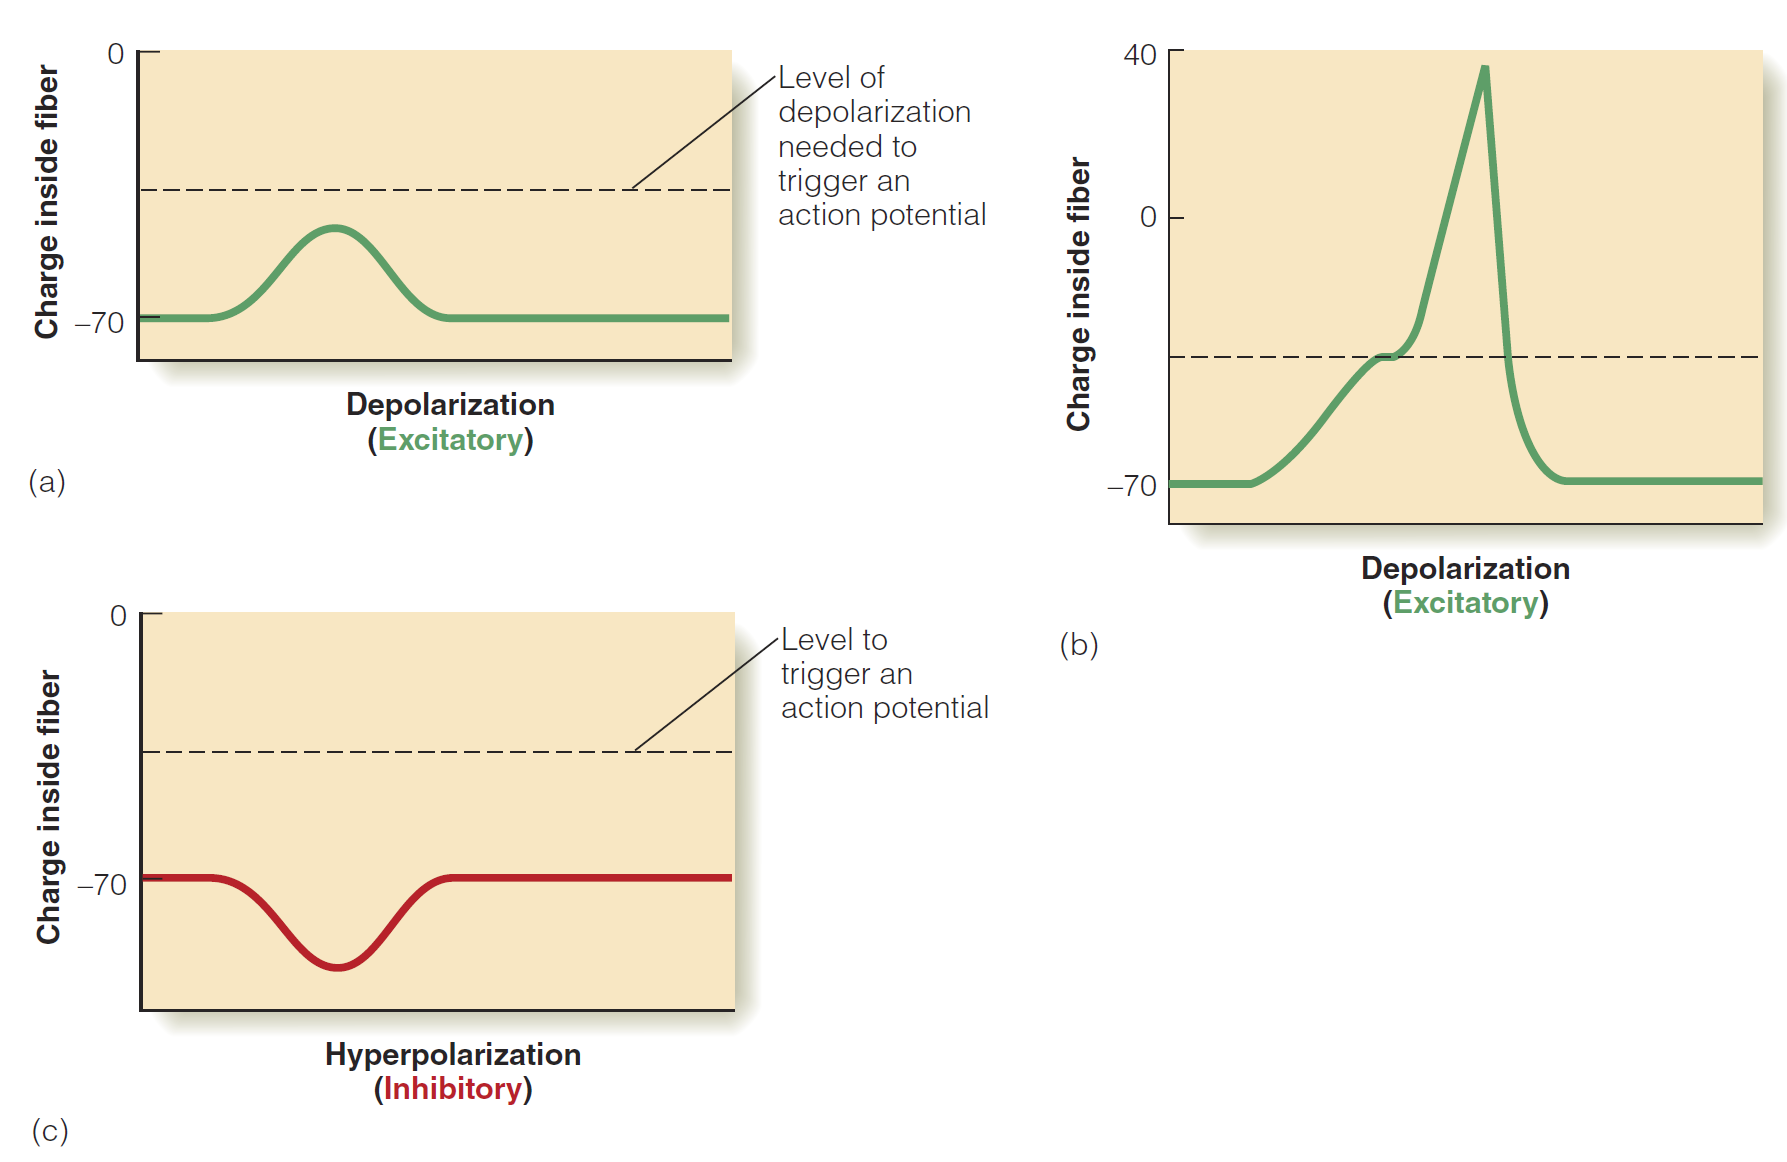 0
Charge inside fiber
–70
Level of
depolarization
needed to
trigger an
action potential
Depolarization
(Excitatory)
(a)
40
0
Charge inside fiber
–70
Depolarization
(Excitatory)
(b)
0
Charge inside fiber
–70
Level to
trigger an
action potential
Hyperpolarization
(Inhibitory)
(c)